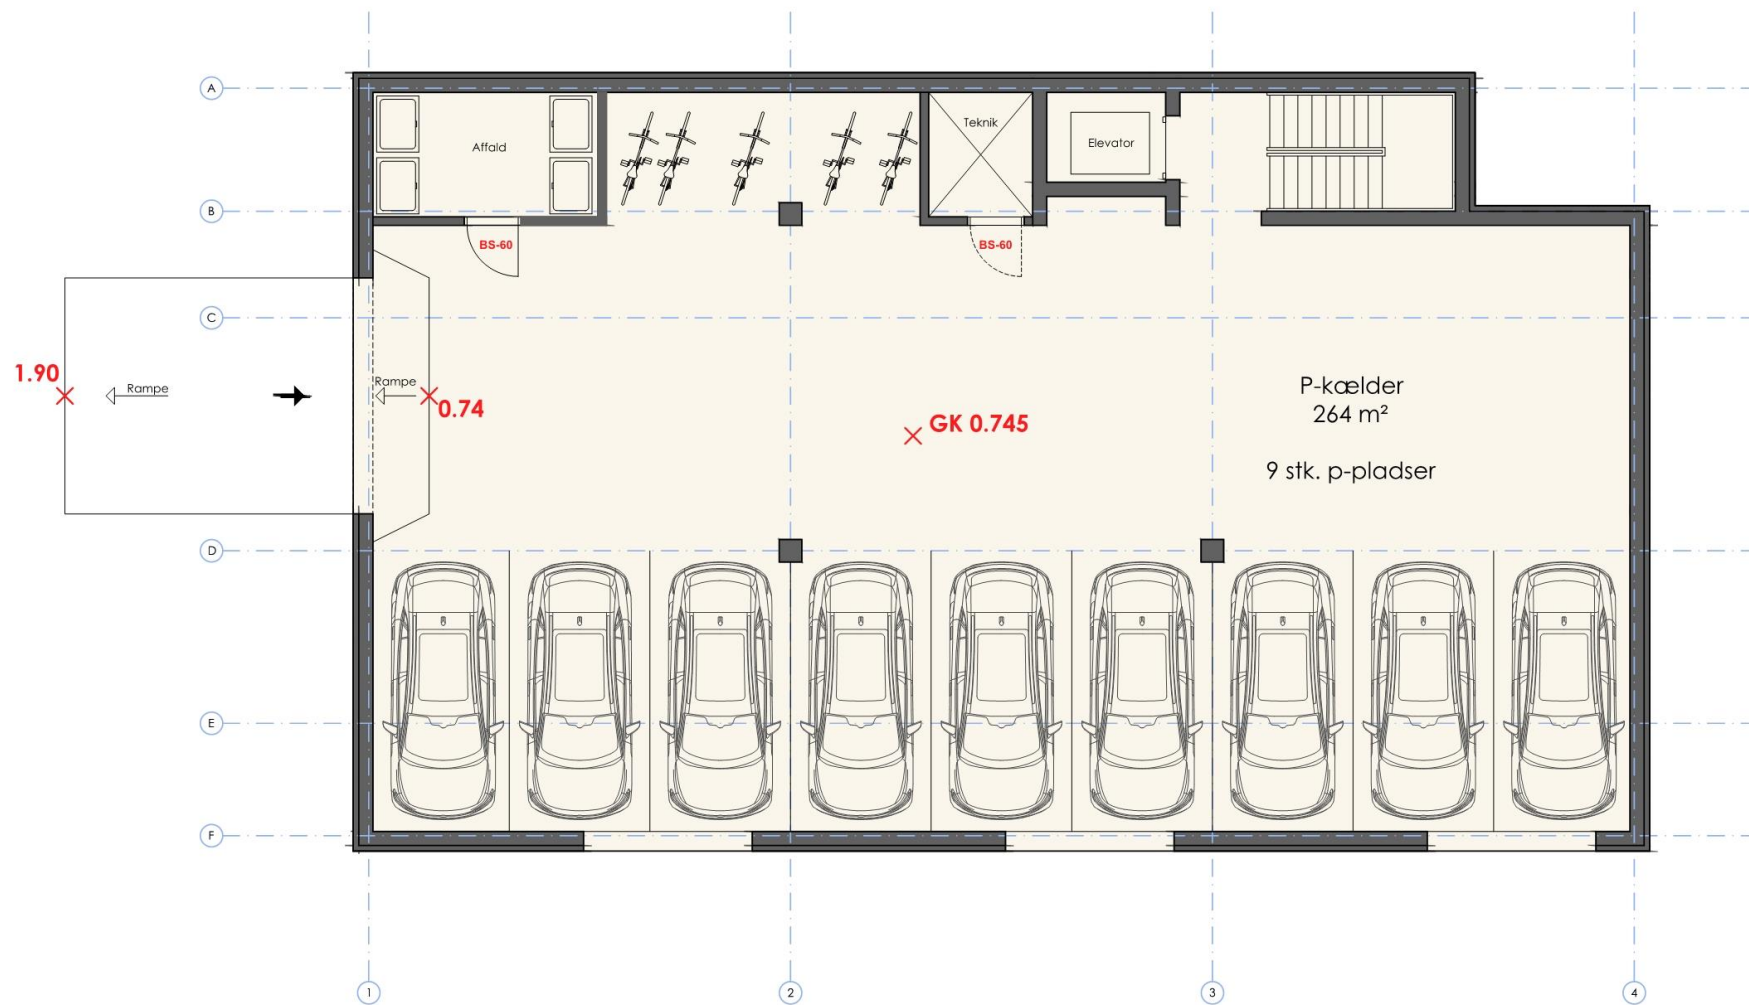 A
Affald
Teknik
Elevator
B
BS-60
BS-60
C
1.90
Rampe
Rampe
0.74
GK 0.745
P-kælder
264 m²
9 stk. p-pladser
D
E
F
1
2
3
4